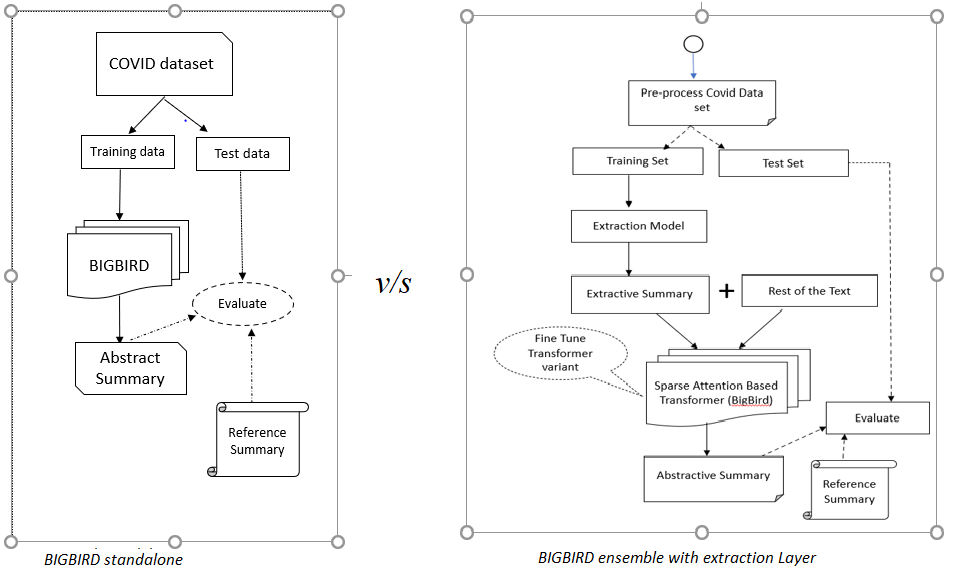 COVID dataset
Training data
Test data
BIGBIRD
Evaluate
Abstract
Summary
Reference
Summary
BIGBIRD standalone
v/s
Pre-process Covid Data
set
Training Set
Test Set
Extraction Model
Extractive Summary
+
Rest of the Text
Fine Tune
Transformer
variant
Sparse Attention Based
Transformer (BigBird)
Evaluate
Abstractive Summary
Reference
Summary
BIGBIRD ensemble with extraction Layer